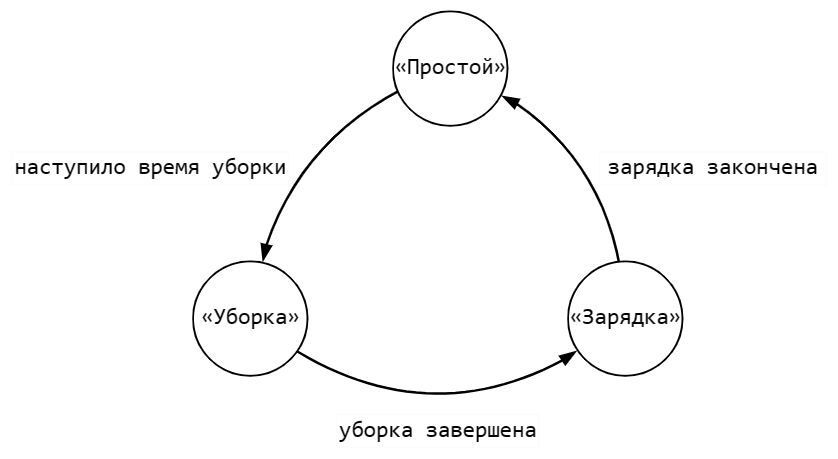 «Простой»
наступило время уборки
зарядка закончена
«Уборка»
«Зарядка»
уборка завершена